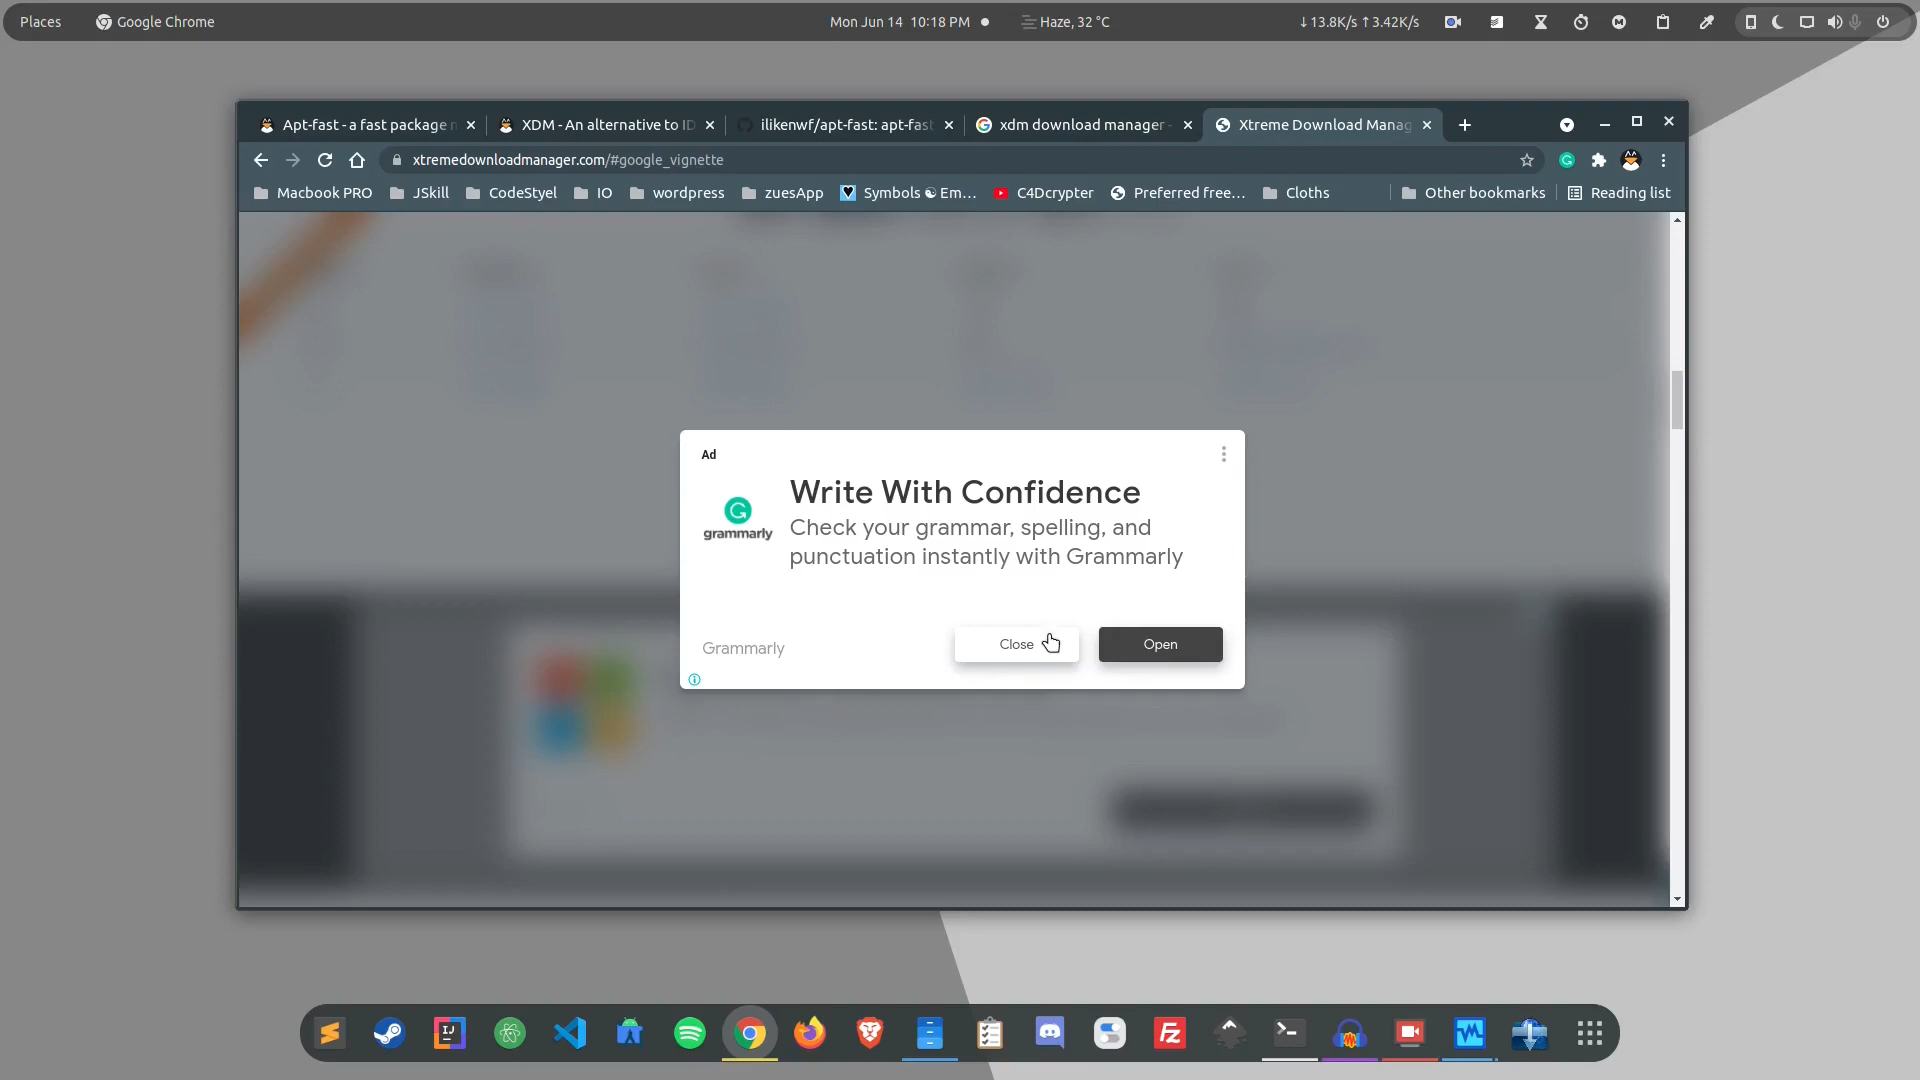 Places Google Chrome Mon Jun 14 10:18 PM Haze, 32 °C ↓13.8K/s ↑3.42K/s
Apt-fast - a fast package XDM - An alternative to ID ilikenwf/apt-fast: apt-fast xdm download manager - Xtreme Download Manag
xtremedownloadmanager.com/#google_vignette
Macbook PRO JSkill CodeStyel IO wordpress zuesApp Symbols ☯ Em… C4Dcrypter Preferred free… Cloths Other bookmarks Reading list
Ad
Write With Confidence
Check your grammar, spelling, and
punctuation instantly with Grammarly
grammarly
Grammarly Close Open